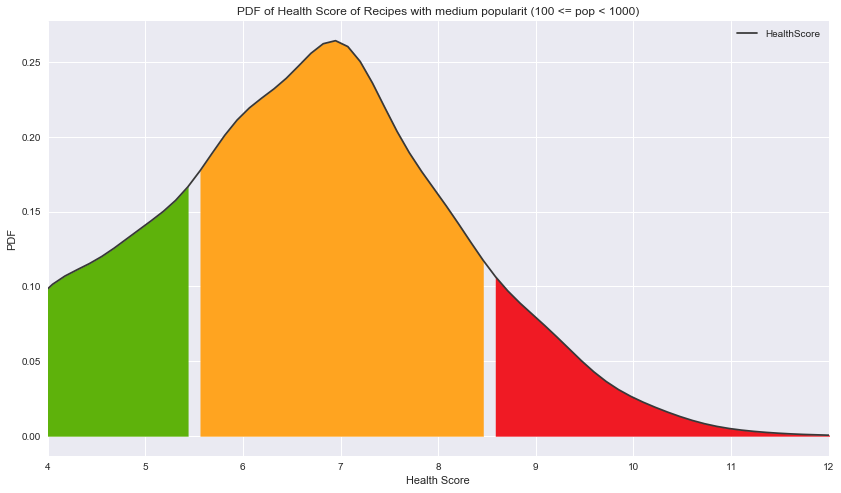 PDF of Health Score of Recipes with medium popularit (100 <= pop < 1000)
HealthScore
0.25
0.20
0.15
0.10
0.05
0.00
PDF
4 5 6 7 8 9 10 11 12
Health Score